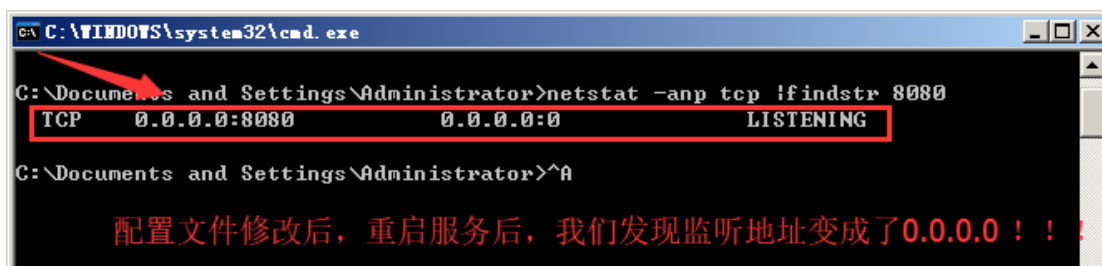 C:\WINDOWS\system32\cmd.exe
C:\Documents and Settings\Administrator>netstat -anp tcp |findstr 8080
TCP 0.0.0.0:8080 0.0.0.0:0 LISTENING
C:\Documents and Settings\Administrator>^A
配置文件修改后，重启服务后，我们发现监听地址变成了0.0.0.0！！！